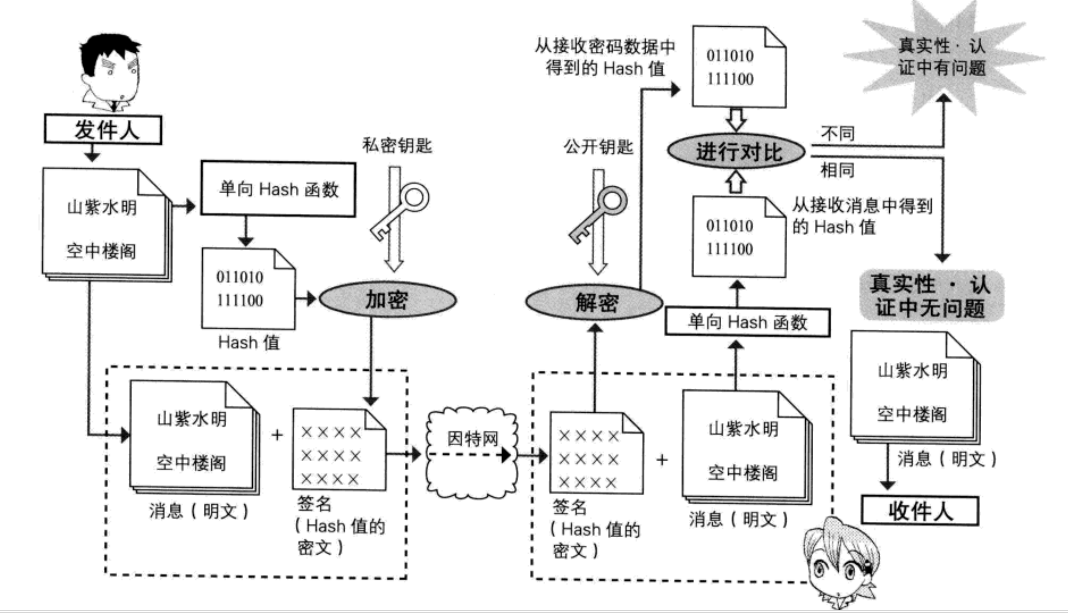 发件人
山紫水明
空中楼阁
单向 Hash 函数
011010
111100
Hash 值
私密钥匙
加密
山紫水明
空中楼阁
消息（明文）
+
××××
××××
××××
签名
（Hash 值的
密文）
因特网
公开钥匙
解密
××××
××××
××××
签名
（Hash 值的
密文）
+
山紫水明
空中楼阁
消息（明文）
单向 Hash 函数
011010
111100
从接收消息中得到
的 Hash 值
从接收密码数据中
得到的 Hash 值
011010
111100
进行对比
不同
相同
真实性 · 认
证中有问题
真实性 · 认
证中无问题
山紫水明
空中楼阁
消息（明文）
收件人